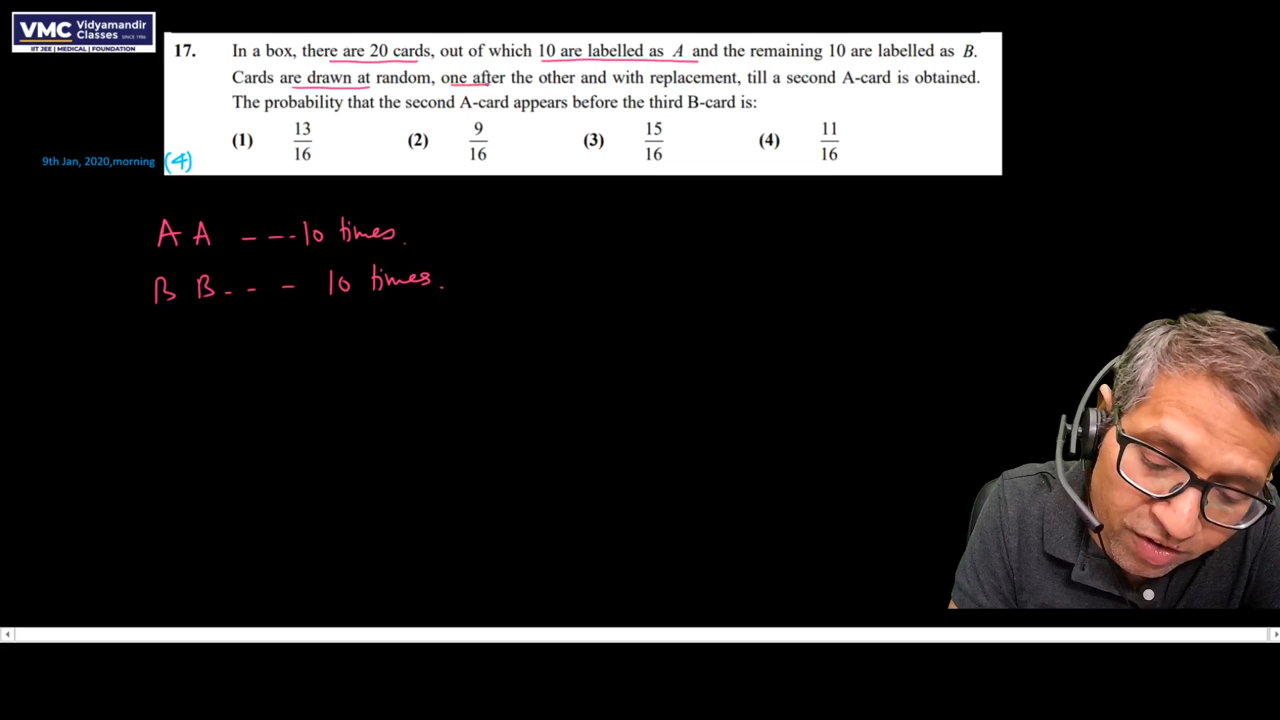 VMC Vidyamandir Classes
SINCE 1986
IIT JEE | MEDICAL | FOUNDATION
17. In a box, there are 20 cards, out of which 10 are labelled as A and the remaining 10 are labelled as B.
Cards are drawn at random, one after the other and with replacement, till a second A-card is obtained.
The probability that the second A-card appears before the third B-card is:
(1) 13/16 (2) 9/16 (3) 15/16 (4) 11/16
9th Jan, 2020,morning (4)
A A – – -- 10 times.
B B - - – 10 times.